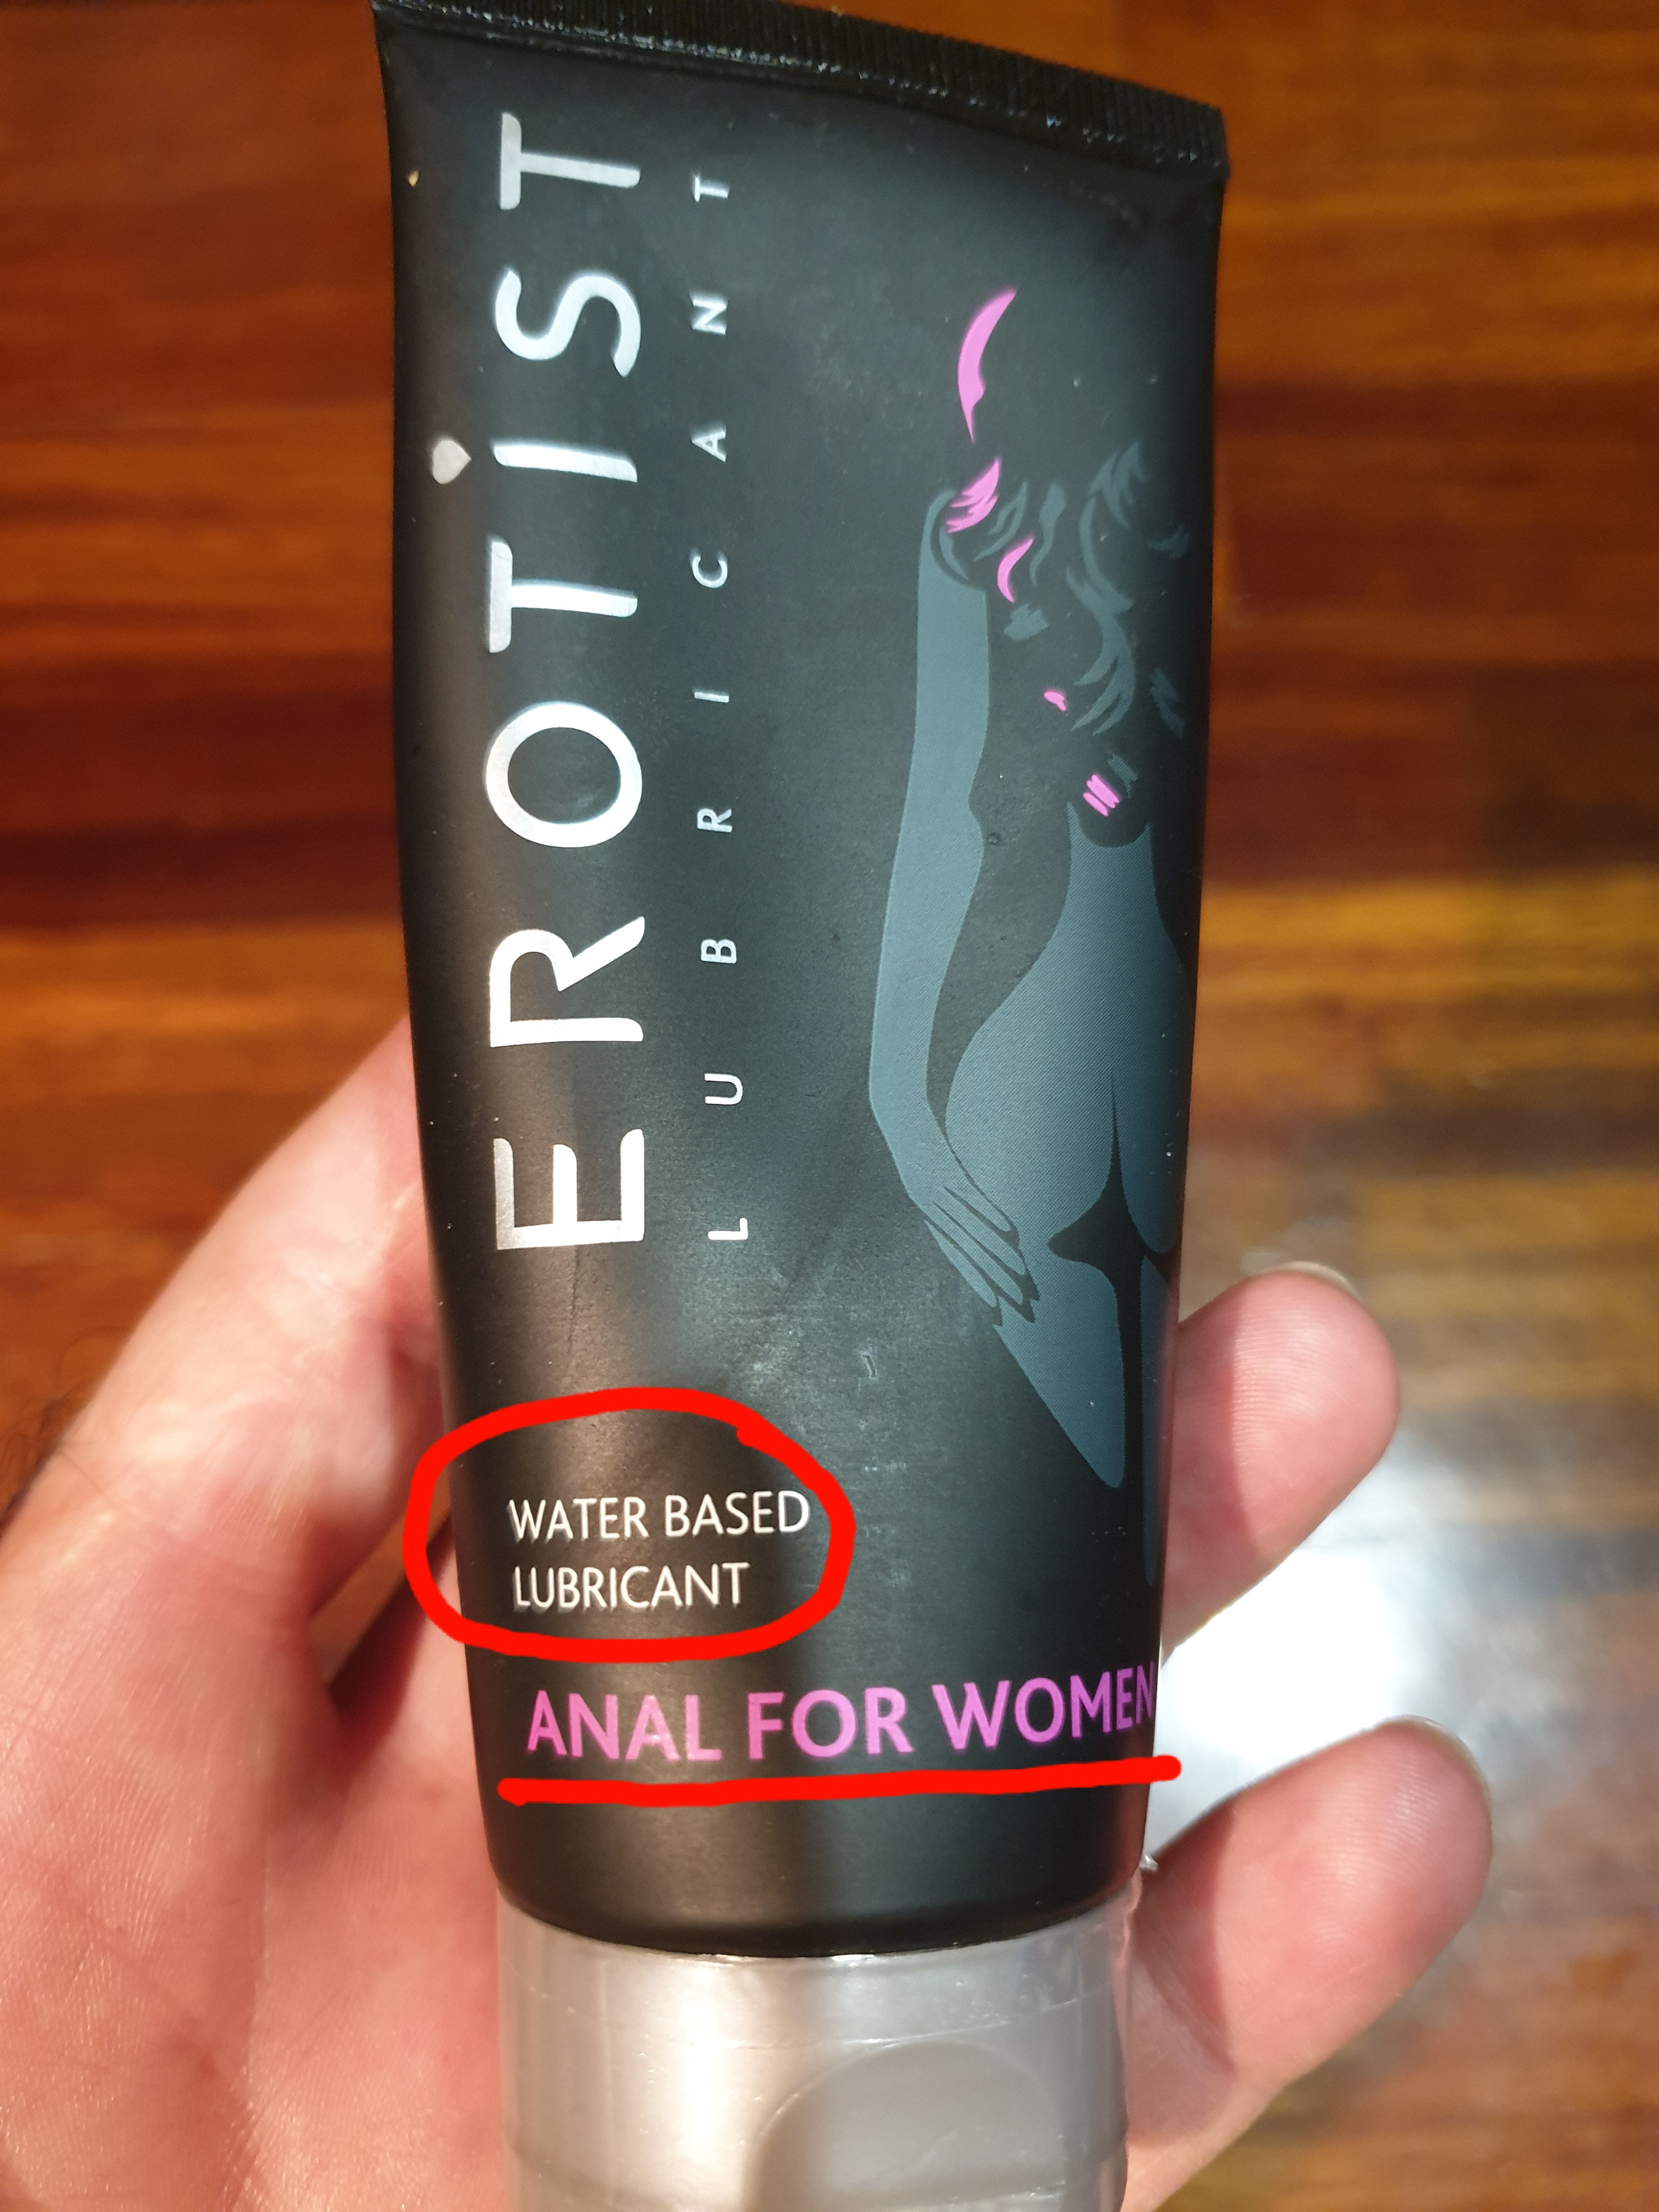 EROTIST
LUBRICANT
WATER BASED
LUBRICANT
ANAL FOR WOMEN